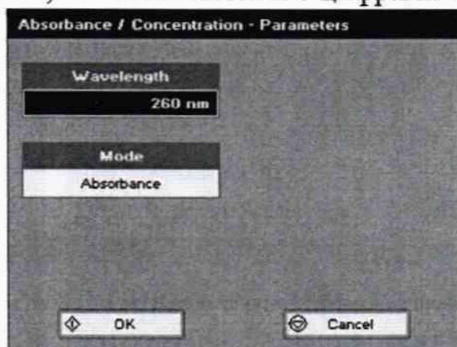 Absorbance / Concentration - Parameters
Wavelength
260 nm
Mode
Absorbance
OK
Cancel